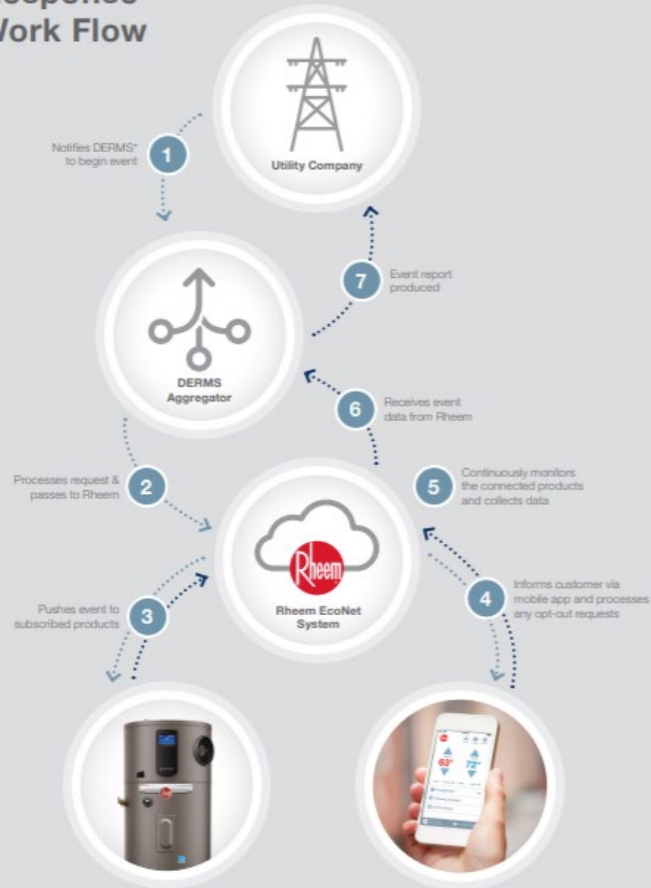 Response
Work Flow
Utility Company
1
Notifies DERMS*
to begin event
7
Event report
produced
DERMS
Aggregator
6
Receives event
data from Rheem
2
Processes request &
passes to Rheem
5
Continuously monitors
the connected products
and collects data
Rheem
Rheem EcoNet
System
3
Pushes event to
subscribed products
4
Informs customer via
mobile app and processes
any opt-out requests
63°
72°